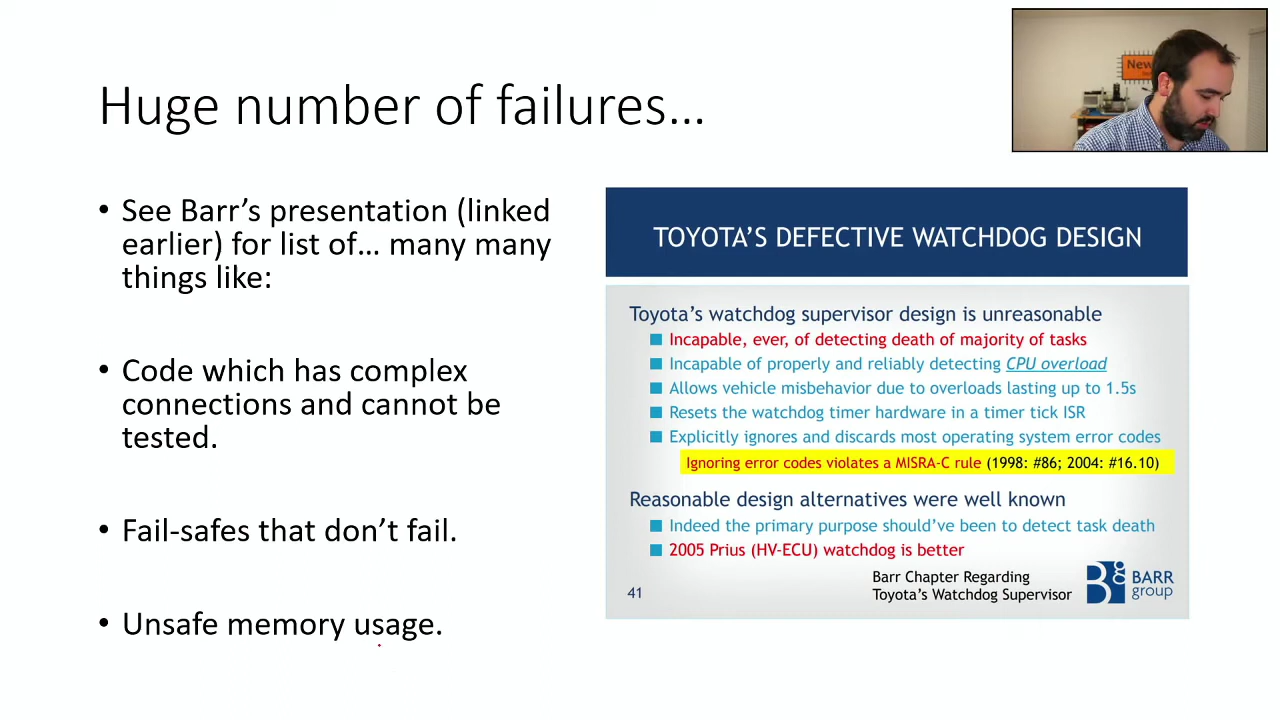 Huge number of failures...
• See Barr's presentation (linked
earlier) for list of... many many
things like:
• Code which has complex
connections and cannot be
tested.
• Fail-safes that don't fail.
• Unsafe memory usage.
New
TOYOTA'S DEFECTIVE WATCHDOG DESIGN
Toyota's watchdog supervisor design is unreasonable
Incapable, ever, of detecting death of majority of tasks
Incapable of properly and reliably detecting CPU overload
Allows vehicle misbehavior due to overloads lasting up to 1.5s
Resets the watchdog timer hardware in a timer tick ISR
Explicitly ignores and discards most operating system error codes
Ignoring error codes violates a MISRA-C rule (1998: #86; 2004: #16.10)
Reasonable design alternatives were well known
Indeed the primary purpose should've been to detect task death
2005 Prius (HV-ECU) watchdog is better
Barr Chapter Regarding
Toyota's Watchdog Supervisor
41
BARR
group